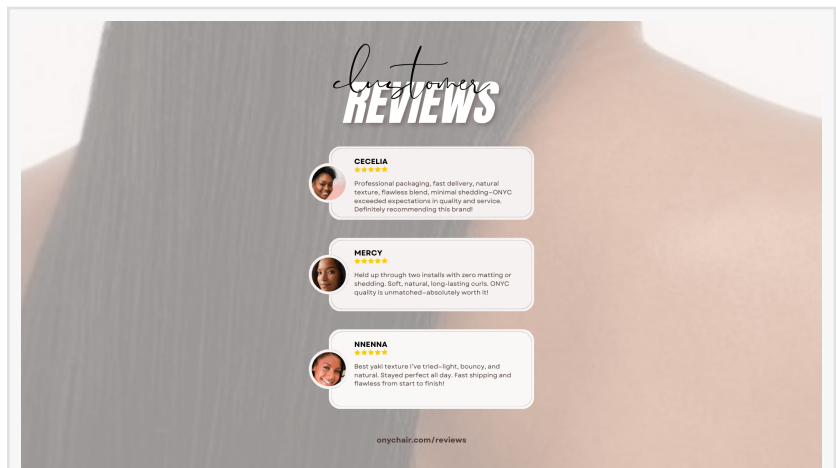 customer
REVIEWS
CECELIA
Professional packaging, fast delivery, natural
texture, flawless blend, minimal shedding—ONYC
exceeded expectations in quality and service.
Definitely recommending this brand!
MERCY
Held up through two installs with zero matting or
shedding. Soft, natural, long-lasting curls. ONYC
quality is unmatched—absolutely worth it!
NNENNA
Best yaki texture I've tried—light, bouncy, and
natural. Stayed perfect all day. Fast shipping and
flawless from start to finish!
onychair.com/reviews